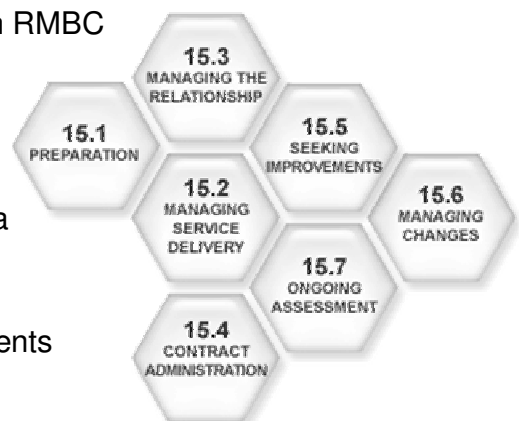 RMBC
15.3
MANAGING THE
RELATIONSHIP
15.1
PREPARATION
15.5
SEEKING
IMPROVEMENTS
15.2
MANAGING
SERVICE
DELIVERY
15.6
MANAGING
CHANGES
a
15.7
ONGOING
ASSESSMENT
ents
15.4
CONTRACT
ADMINISTRATION